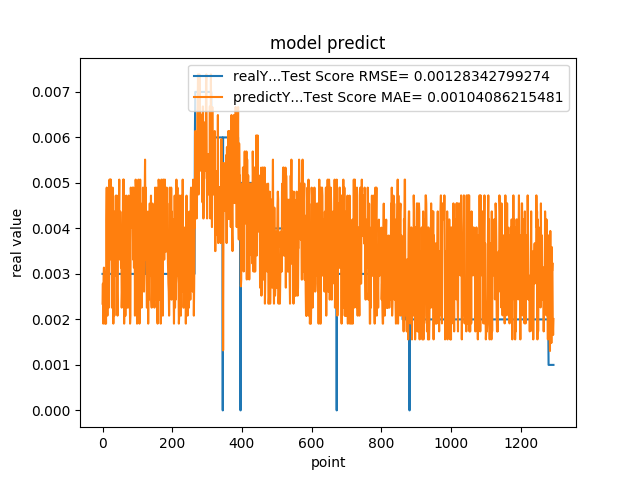 model predict
realY...Test Score RMSE= 0.00128342799274
predictY...Test Score MAE= 0.00104086215481
0.007
0.006
0.005
0.004
0.003
0.002
0.001
0.000
real value
0 200 400 600 800 1000 1200
point